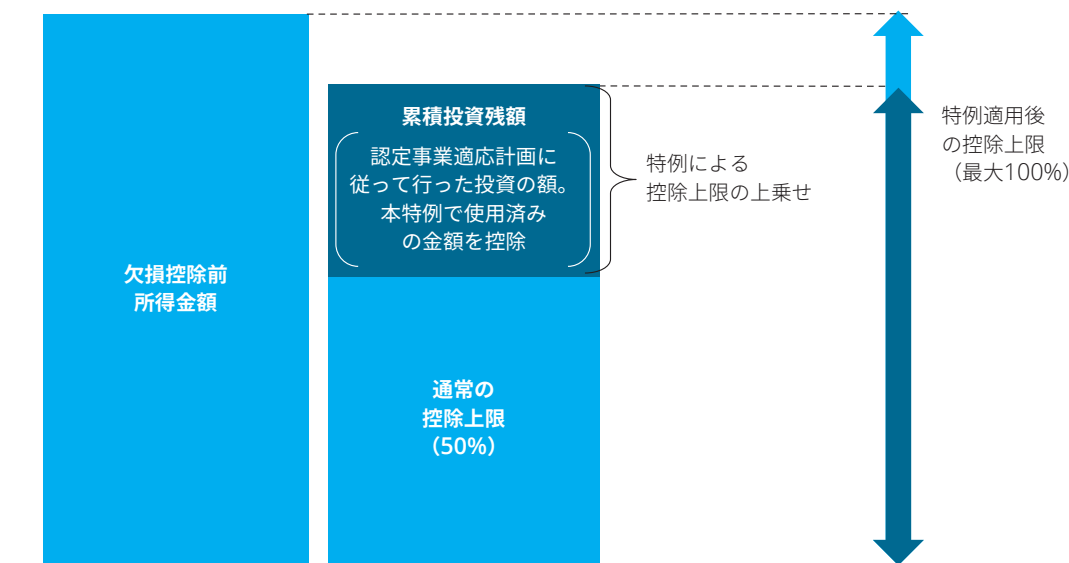 欠損控除前
所得金額
累積投資残額
認定事業適応計画に
従って行った投資の額。
本特例で使用済み
の金額を控除
通常の
控除上限
（50%）
特例による
控除上限の上乗せ
特例適用後
の控除上限
（最大100%）